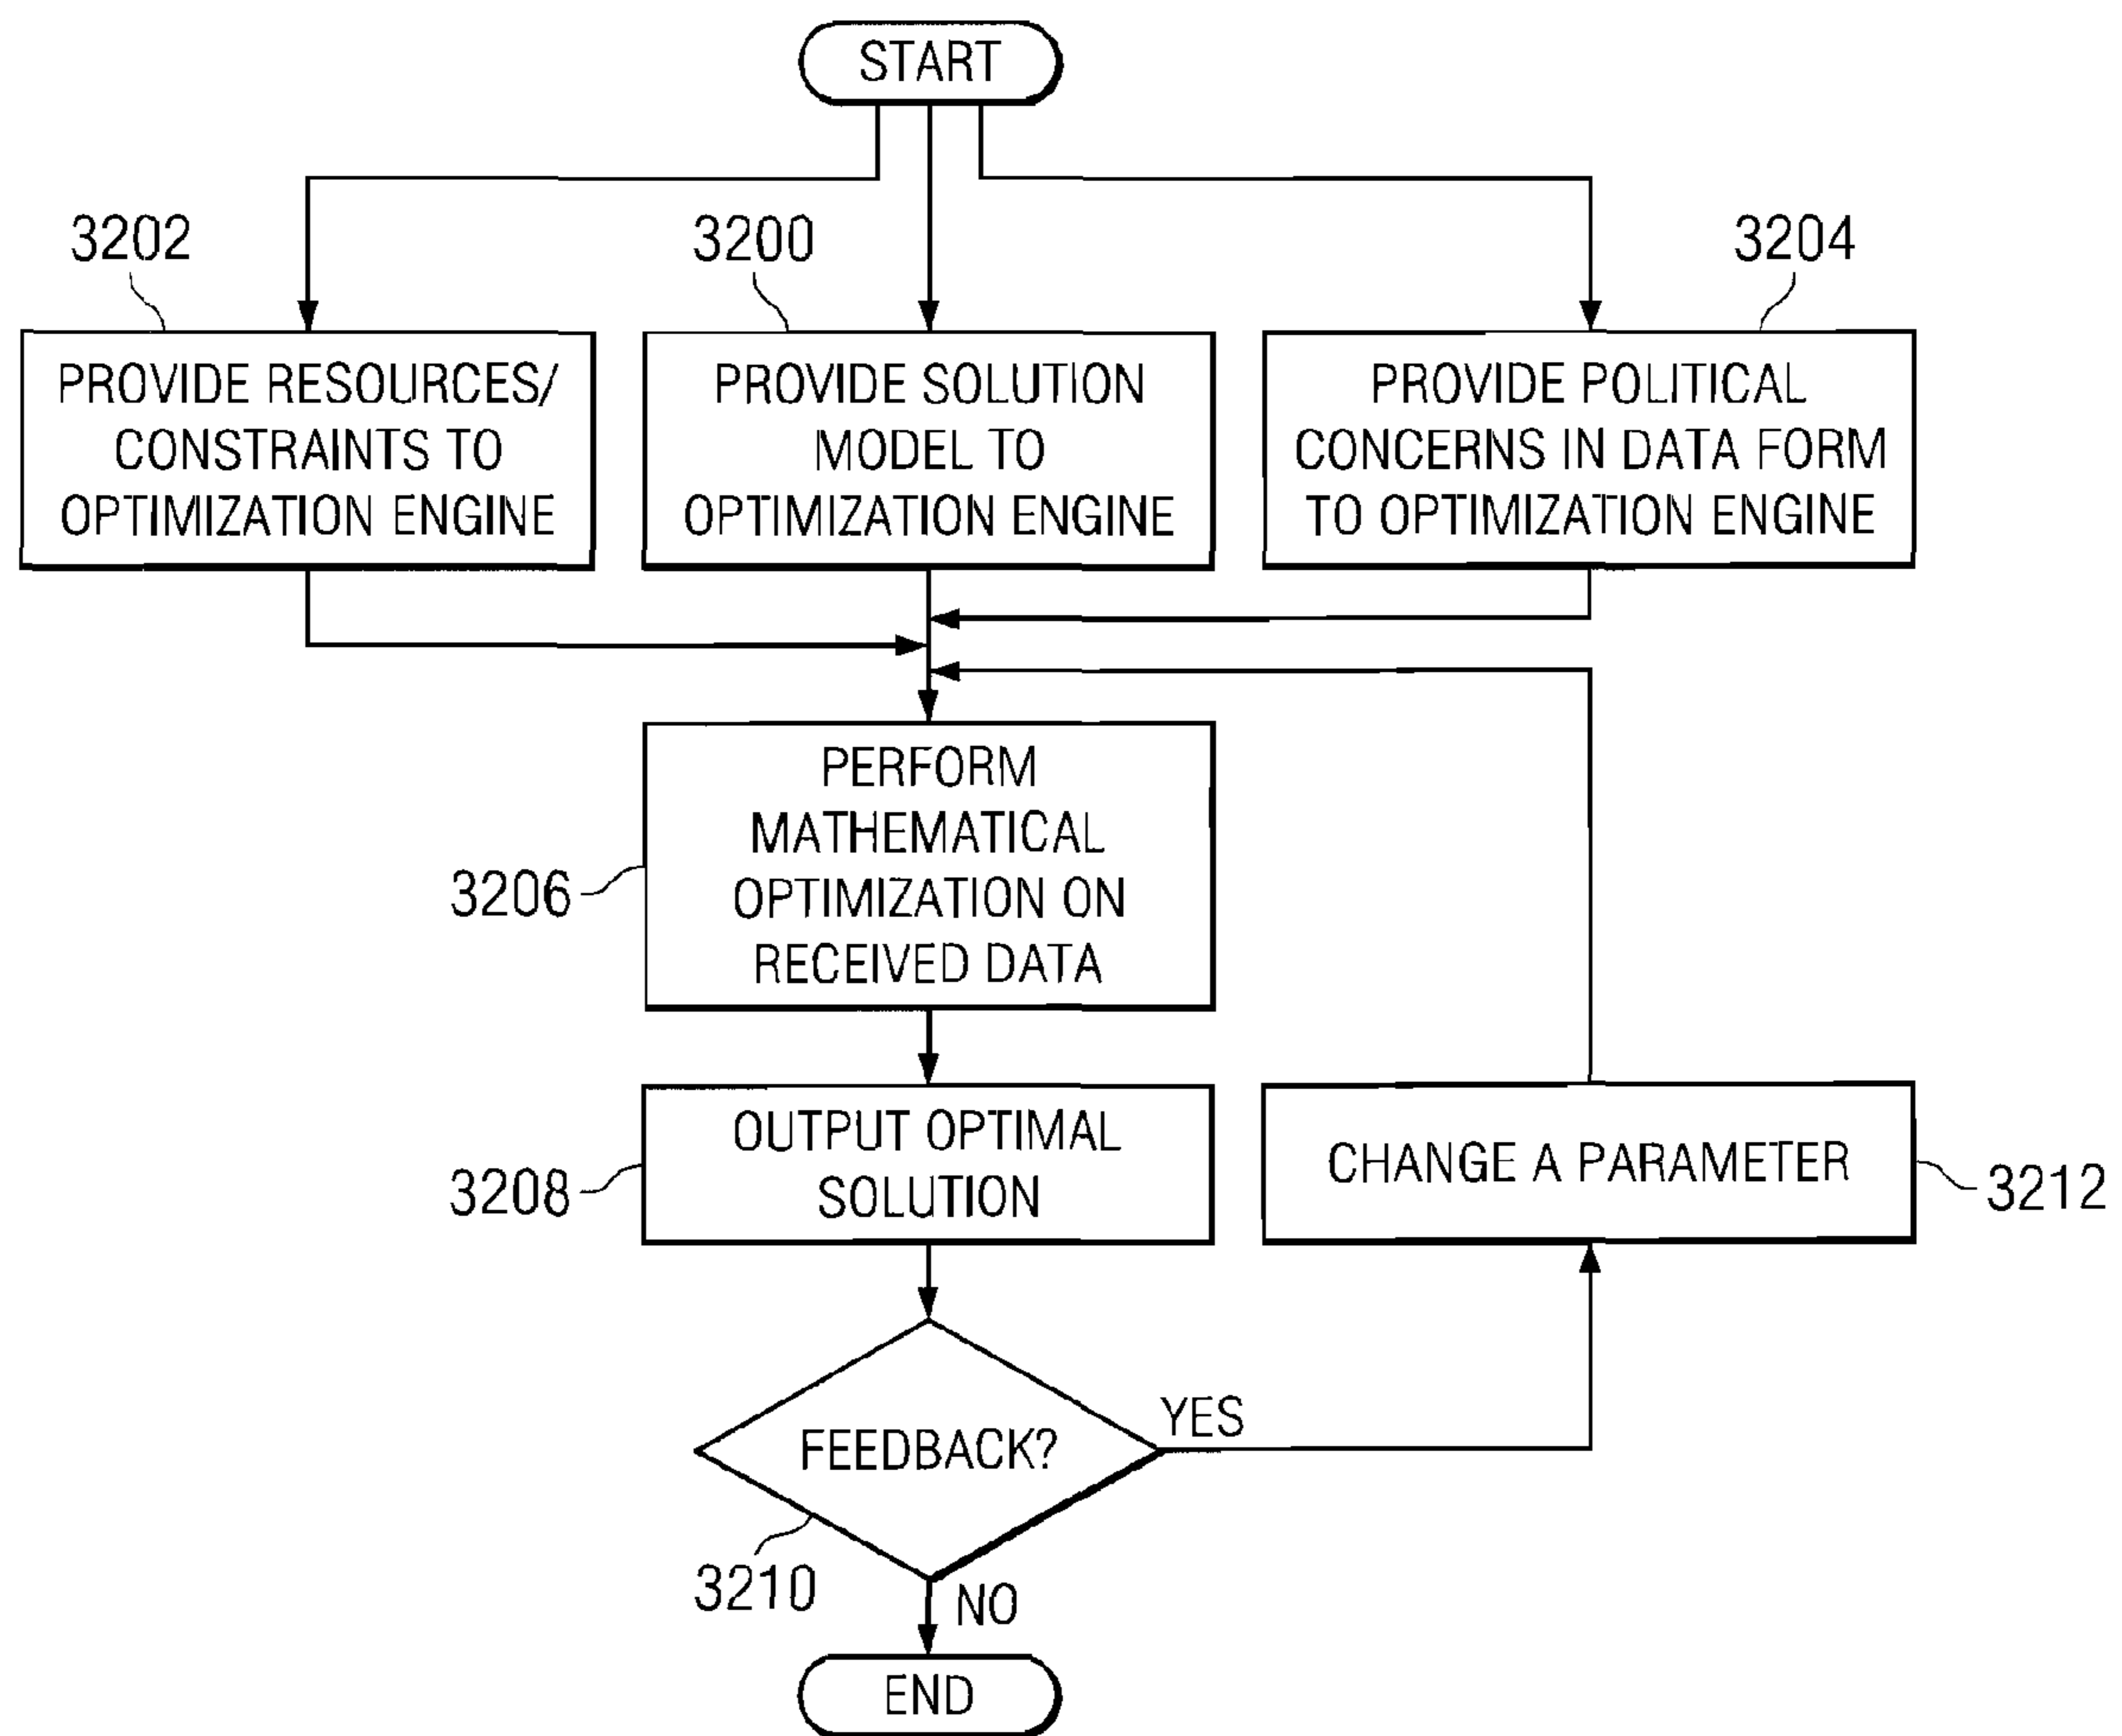 START
3202
3200
3204
PROVIDE RESOURCES/
CONSTRAINTS TO
OPTIMIZATION ENGINE
PROVIDE SOLUTION
MODEL TO
OPTIMIZATION ENGINE
PROVIDE POLITICAL
CONCERNS IN DATA FORM
TO OPTIMIZATION ENGINE
PERFORM
MATHEMATICAL
OPTIMIZATION ON
RECEIVED DATA
3206
OUTPUT OPTIMAL
SOLUTION
3208
CHANGE A PARAMETER
3212
FEEDBACK?
YES
3210
NO
END